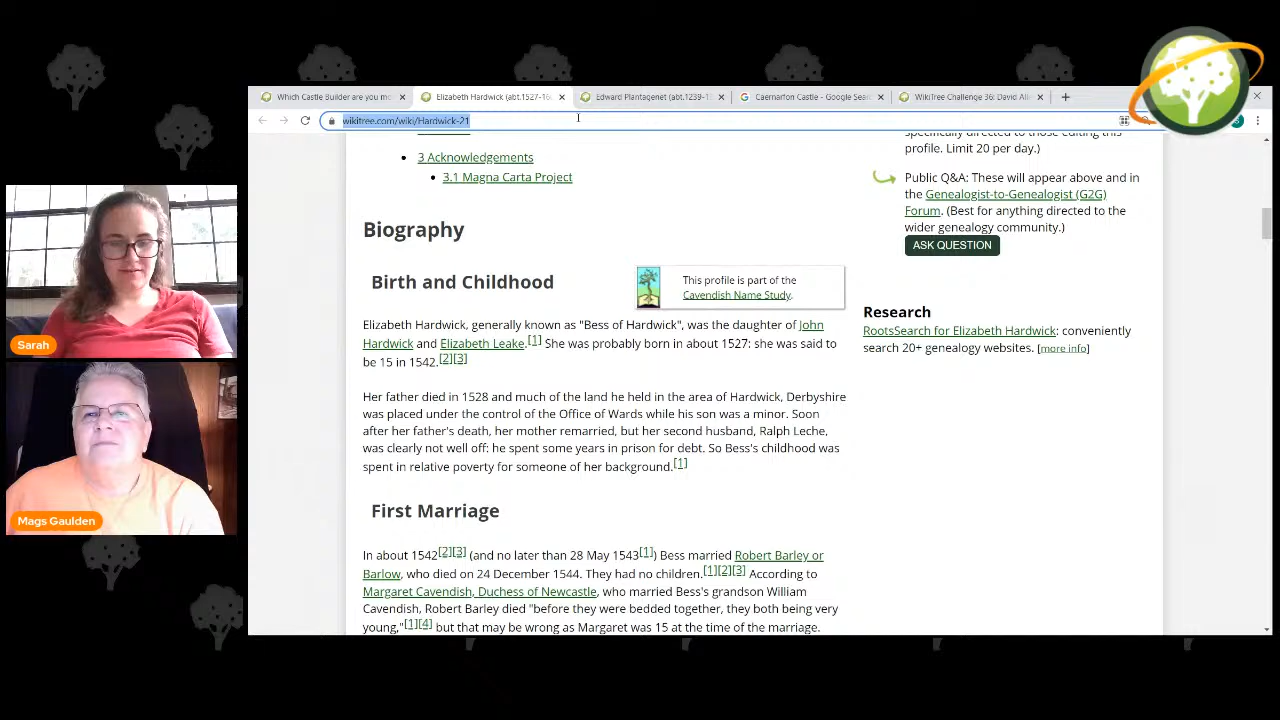 Which Castle Builder are you mo
Elizabeth Hardwick (abt.1527-16
Edward Plantagenet (abt.1239-13
Caernarfon Castle - Google Sear
WikiTree Challenge 36: David All
wikitree.com/wiki/Hardwick-21
3 Acknowledgements
3.1 Magna Carta Project
Biography
Birth and Childhood
This profile is part of the
Cavendish Name Study.
Elizabeth Hardwick, generally known as "Bess of Hardwick", was the daughter of John
Hardwick and Elizabeth Leake.[1] She was probably born in about 1527: she was said to
be 15 in 1542.[2][3]
Her father died in 1528 and much of the land he held in the area of Hardwick, Derbyshire
was placed under the control of the Office of Wards while his son was a minor. Soon
after her father's death, her mother remarried, but her second husband, Ralph Leche,
was clearly not well off: he spent some years in prison for debt. So Bess's childhood was
spent in relative poverty for someone of her background.[1]
First Marriage
In about 1542[2][3] (and no later than 28 May 1543[1]) Bess married Robert Barley or
Barlow, who died on 24 December 1544. They had no children.[1][2][3] According to
Margaret Cavendish, Duchess of Newcastle, who married Bess's grandson William
Cavendish, Robert Barley died "before they were bedded together, they both being very
young,"[1][4] but that may be wrong as Margaret was 15 at the time of the marriage.
specifically directed to those editing this
profile. Limit 20 per day.)
Public Q&A: These will appear above and in
the Genealogist-to-Genealogist (G2G)
Forum. (Best for anything directed to the
wider genealogy community.)
ASK QUESTION
Research
RootsSearch for Elizabeth Hardwick: conveniently
search 20+ genealogy websites. [more info]
Sarah
Mags Gaulden